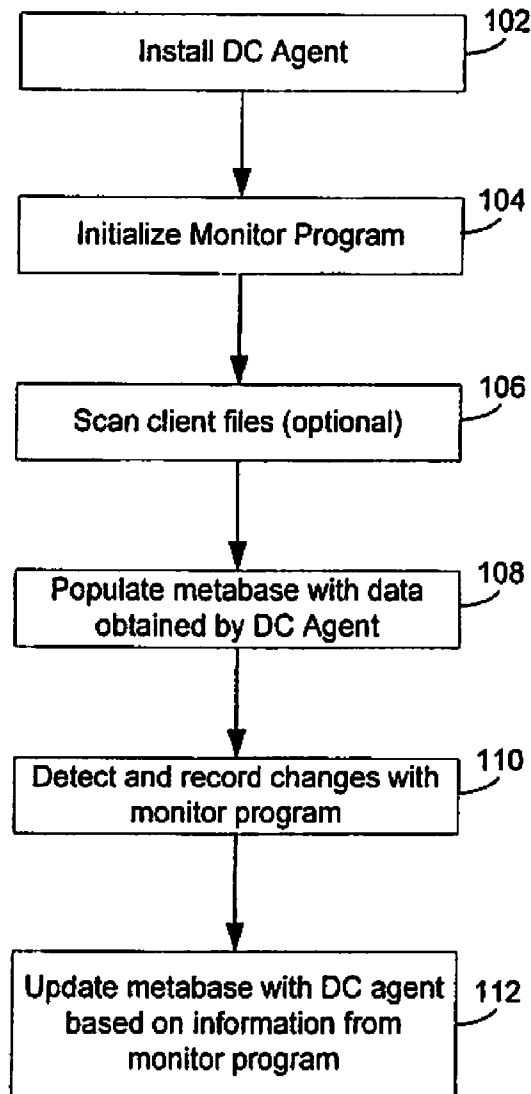 102
Install DC Agent
104
Initialize Monitor Program
106
Scan client files (optional)
108
Populate metabase with data
obtained by DC Agent
110
Detect and record changes with
monitor program
Update metabase with DC agent
based on information from
112
monitor program